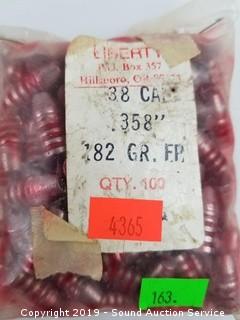 LIBERTY
P.O. Box 357
Hillsboro, OR
38 CA
.358"
182 GR. FP
QTY. 100
4365
163.
Copyright 2019 - Sound Auction Service